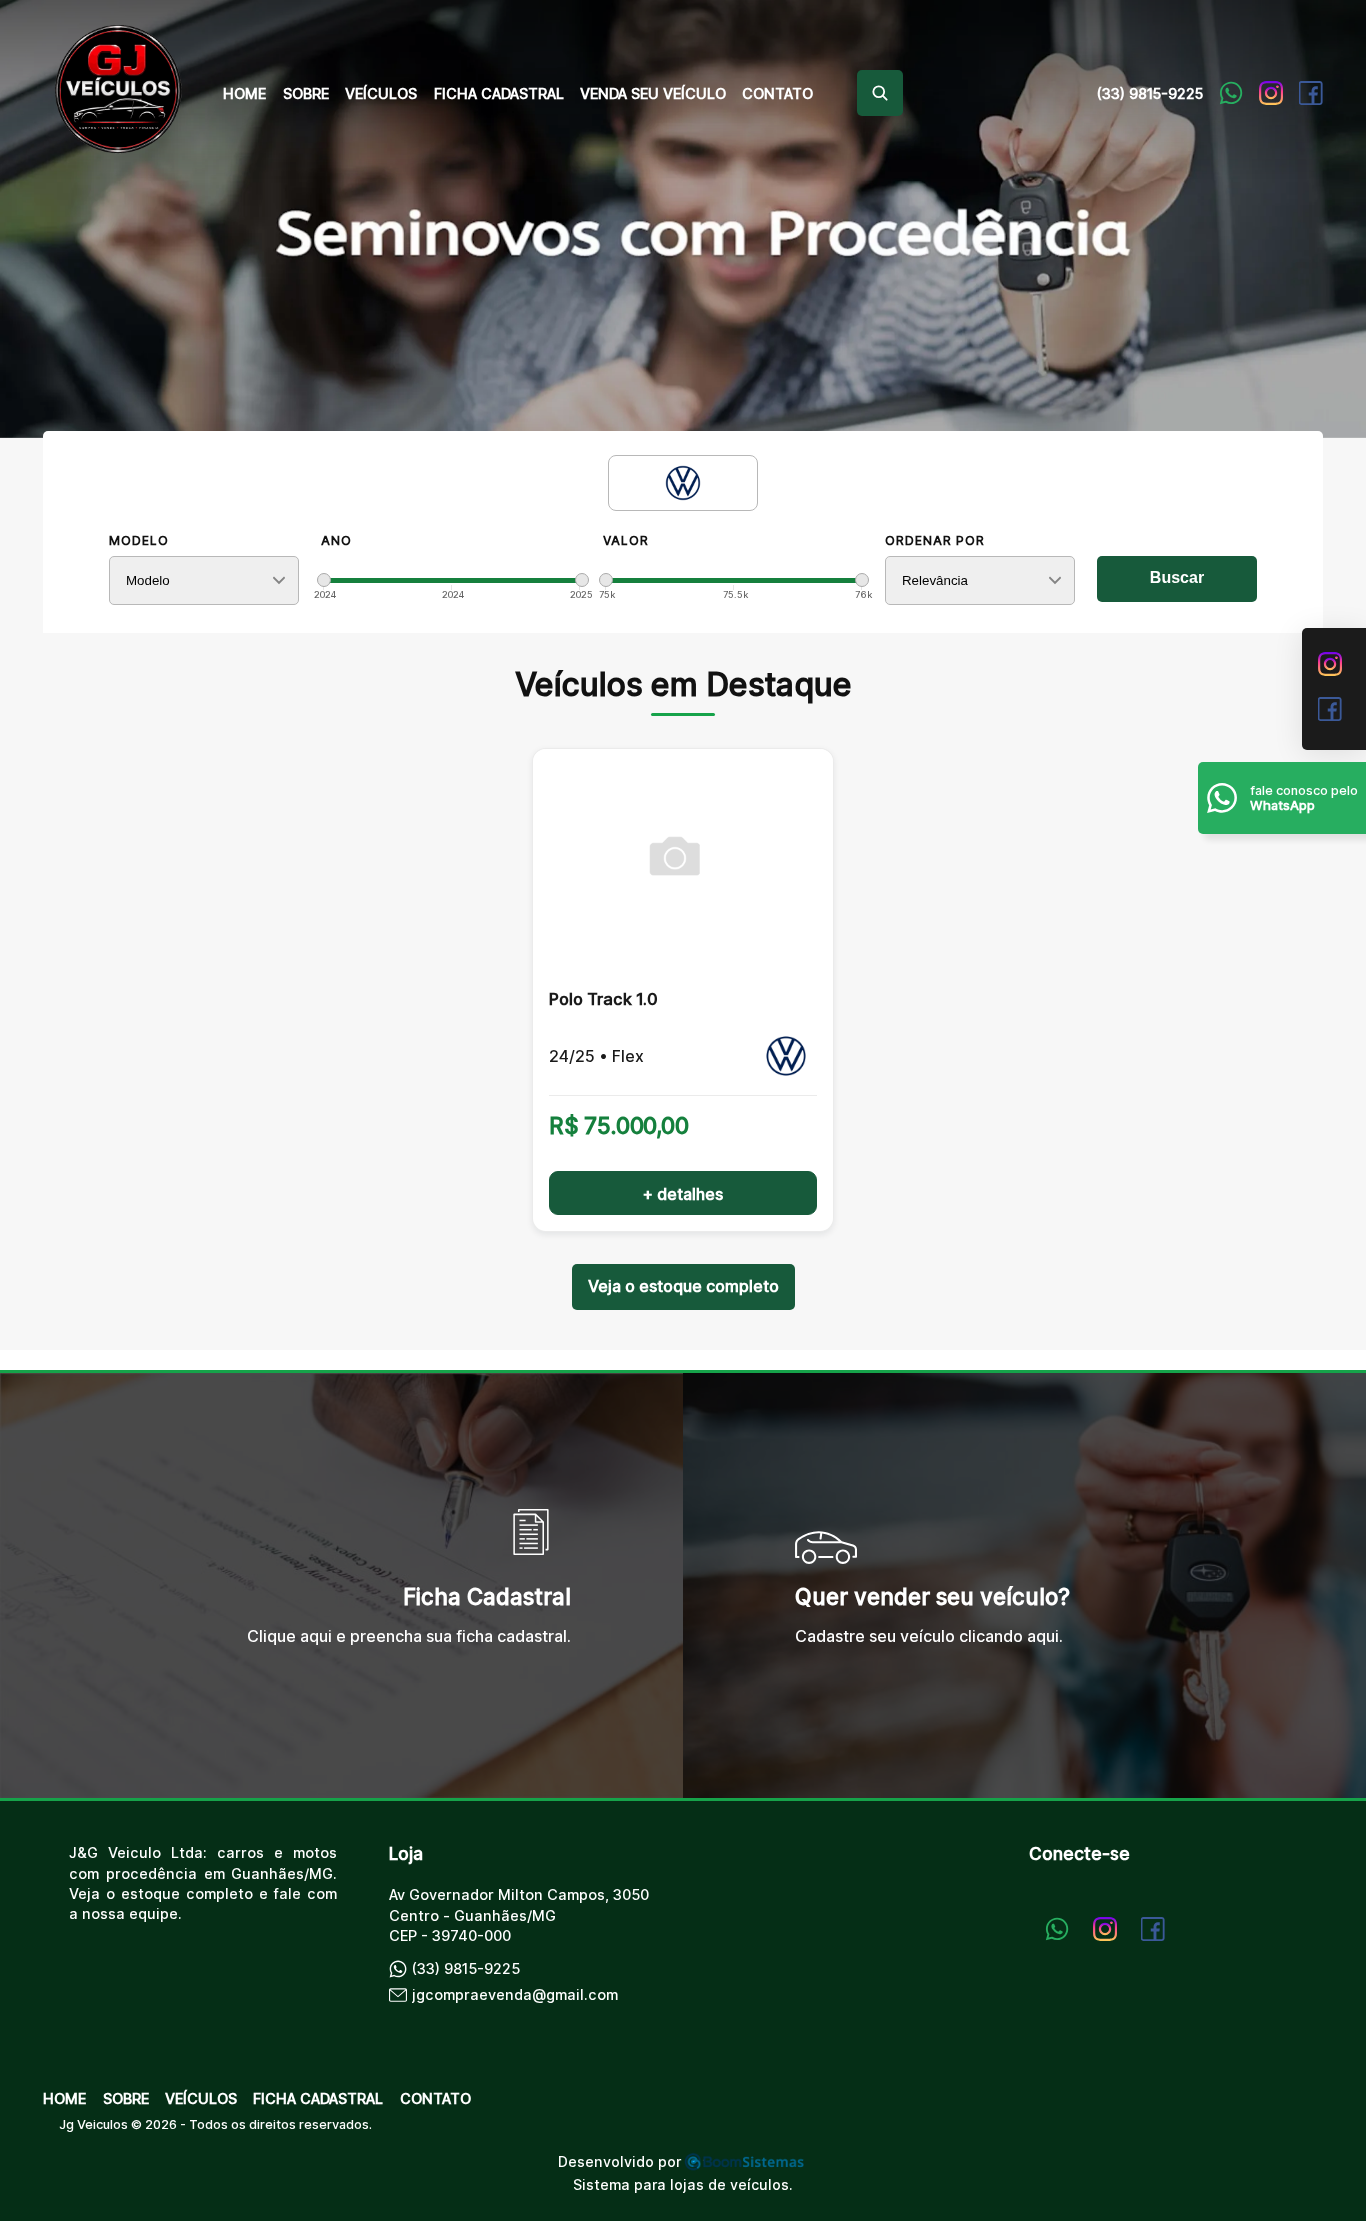 GJ
VEÍCULOS
COMPRA - VENDE - TROCA - FINANCIA
HOME SOBRE VEÍCULOS FICHA CADASTRAL VENDA SEU VEÍCULO CONTATO
(33) 9815-9225
Seminovos com Procedência
MODELO
Modelo
ANO
2024 2024 2025
VALOR
75k 75.5k 76k
ORDENAR POR
Relevância
Buscar
fale conosco pelo
WhatsApp
Veículos em Destaque
Polo Track 1.0
24/25 • Flex
R$ 75.000,00
+ detalhes
Veja o estoque completo
Ficha Cadastral
Clique aqui e preencha sua ficha cadastral.
Quer vender seu veículo?
Cadastre seu veículo clicando aqui.
J&G Veiculo Ltda: carros e motos
com procedência em Guanhães/MG.
Veja o estoque completo e fale com
a nossa equipe.
Loja
Av Governador Milton Campos, 3050
Centro - Guanhães/MG
CEP - 39740-000
(33) 9815-9225
jgcompraevenda@gmail.com
Conecte-se
HOME SOBRE VEÍCULOS FICHA CADASTRAL CONTATO
Jg Veiculos © 2026 - Todos os direitos reservados.
Desenvolvido por BoomSistemas
Sistema para lojas de veículos.